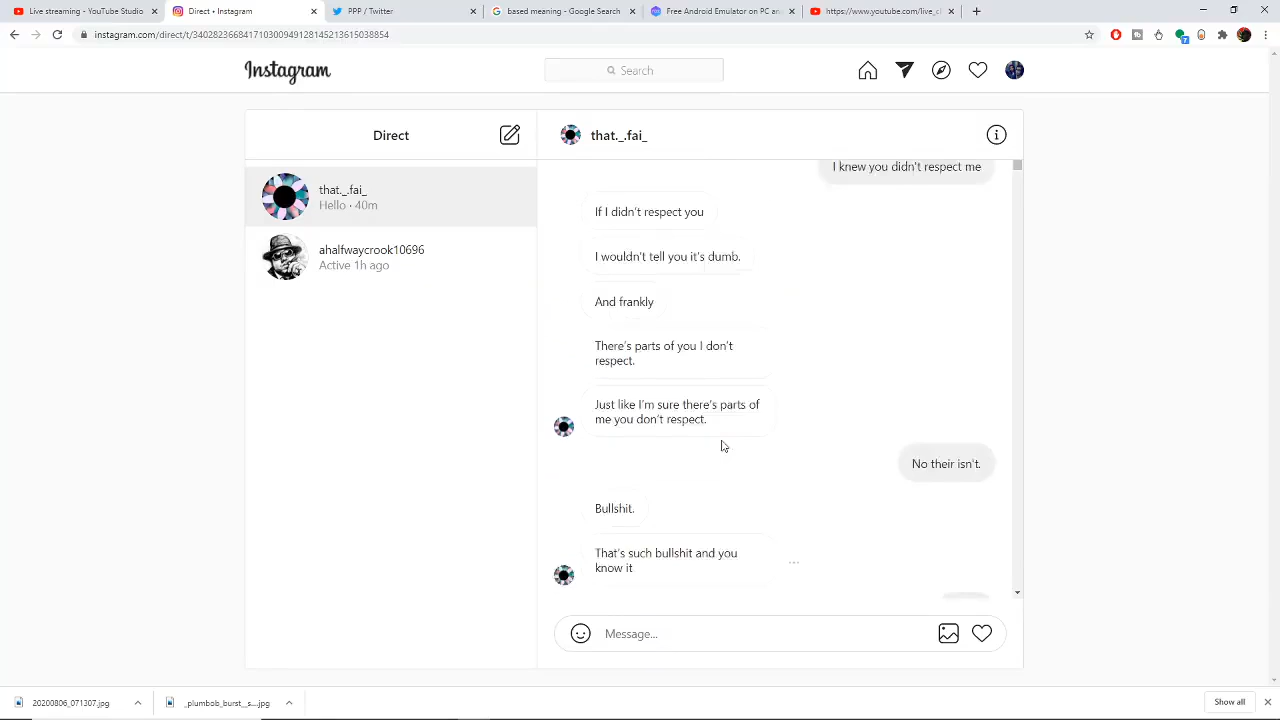 Live streaming - YouTube Studio
Direct • Instagram
PPP / Twitter
based meaning - Google Search
Free Android Emulator on PC an
https://www.youtube.com/live_cl
instagram.com/direct/t/340282366841710300949128145213615038854
Instagram
Search
Direct
that._.fai_
that._.fai_
Hello · 40m
ahalfwaycrook10696
Active 1h ago
I knew you didn't respect me
If I didn't respect you
I wouldn't tell you it's dumb.
And frankly
There's parts of you I don't
respect.
Just like I'm sure there's parts of
me you don't respect.
No their isn't.
Bullshit.
That's such bullshit and you
know it
Message...
20200806_071307.jpg
_plumbob_burst__s....jpg
Show all